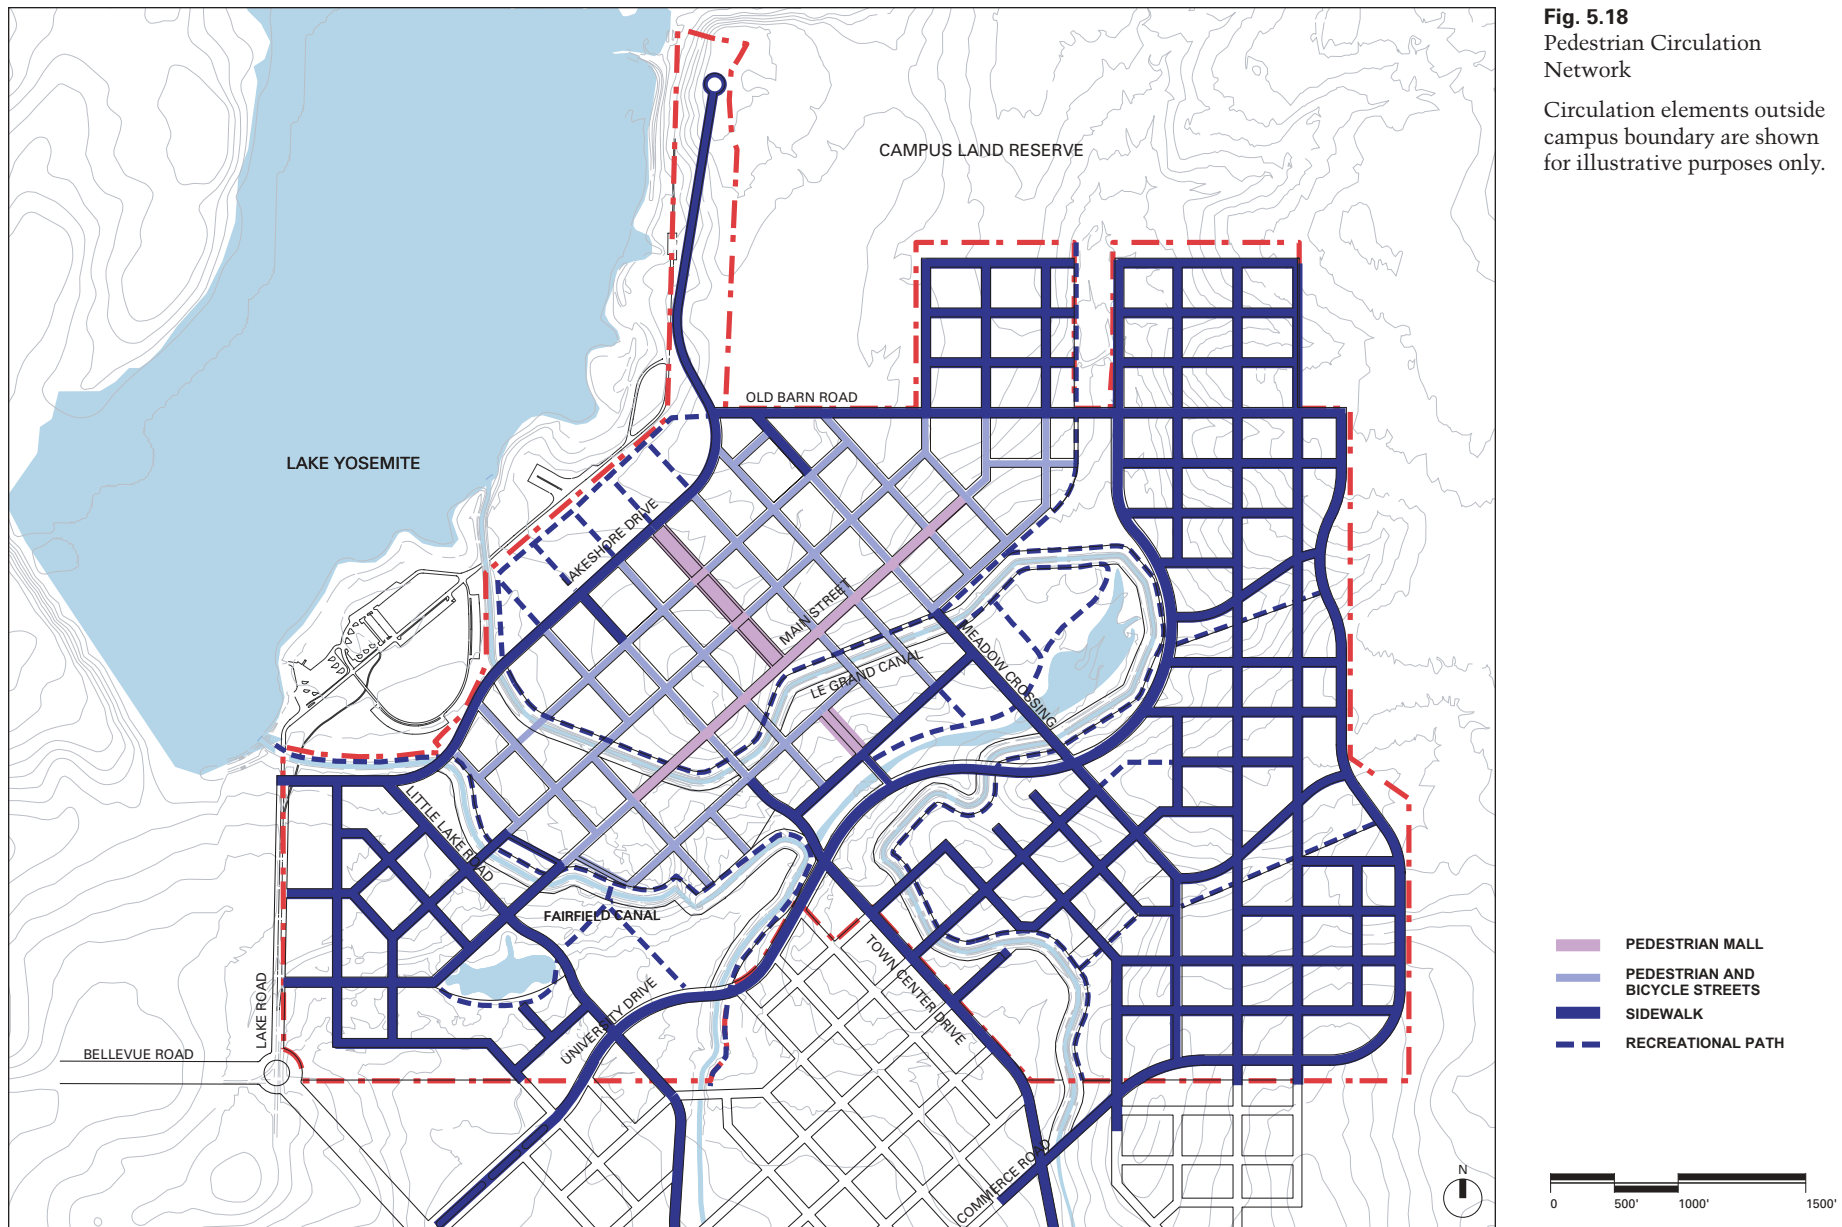 Fig. 5.18
Pedestrian Circulation
Network
Circulation elements outside
campus boundary are shown
for illustrative purposes only.
CAMPUS LAND RESERVE
OLD BARN ROAD
LAKE YOSEMITE
LAKESHORE DRIVE
MAIN STREET
MEADOW CROSSING
LE GRAND CANAL
LITTLE LAKE ROAD
FAIRFIELD CANAL
TOWN CENTER DRIVE
UNIVERSITY DRIVE
LAKE ROAD
BELLEVUE ROAD
COMMERCE ROAD
PEDESTRIAN MALL
PEDESTRIAN AND
BICYCLE STREETS
SIDEWALK
RECREATIONAL PATH
N
0 500' 1000' 1500'